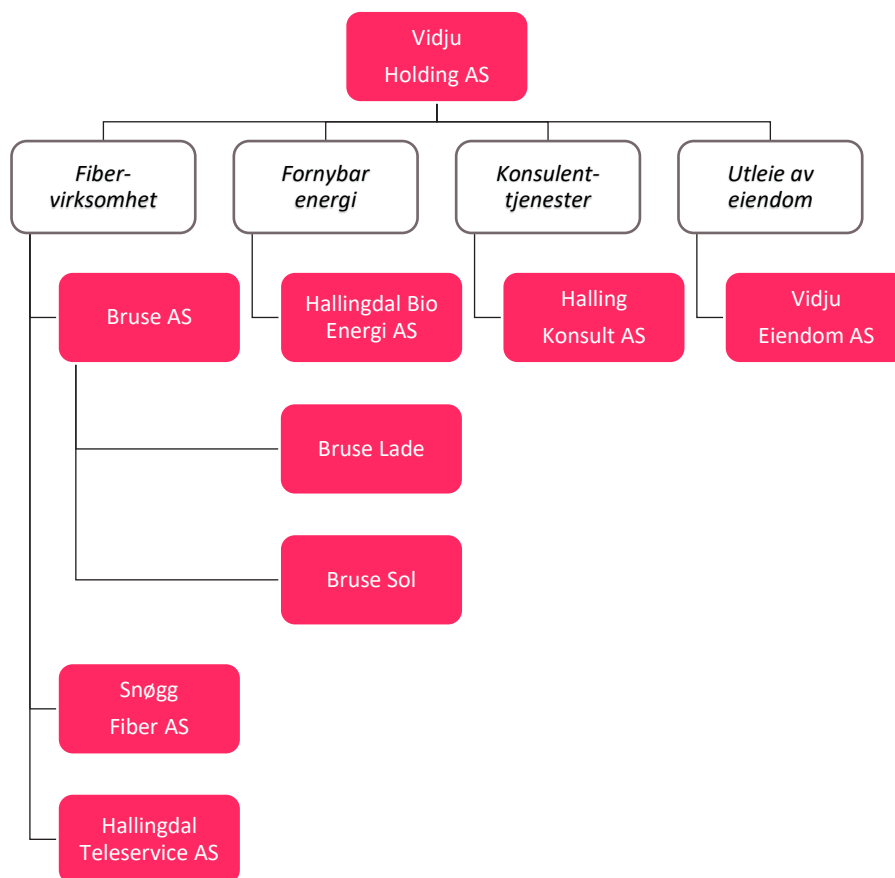 Vidju
Holding AS
Fiber-
virksomhet
Fornybar
energi
Konsulent-
tjenester
Utleie av
eiendom
Bruse AS
Hallingdal Bio
Energi AS
Halling
Konsult AS
Vidju
Eiendom AS
Bruse Lade
Bruse Sol
Snøgg
Fiber AS
Hallingdal
Teleservice AS